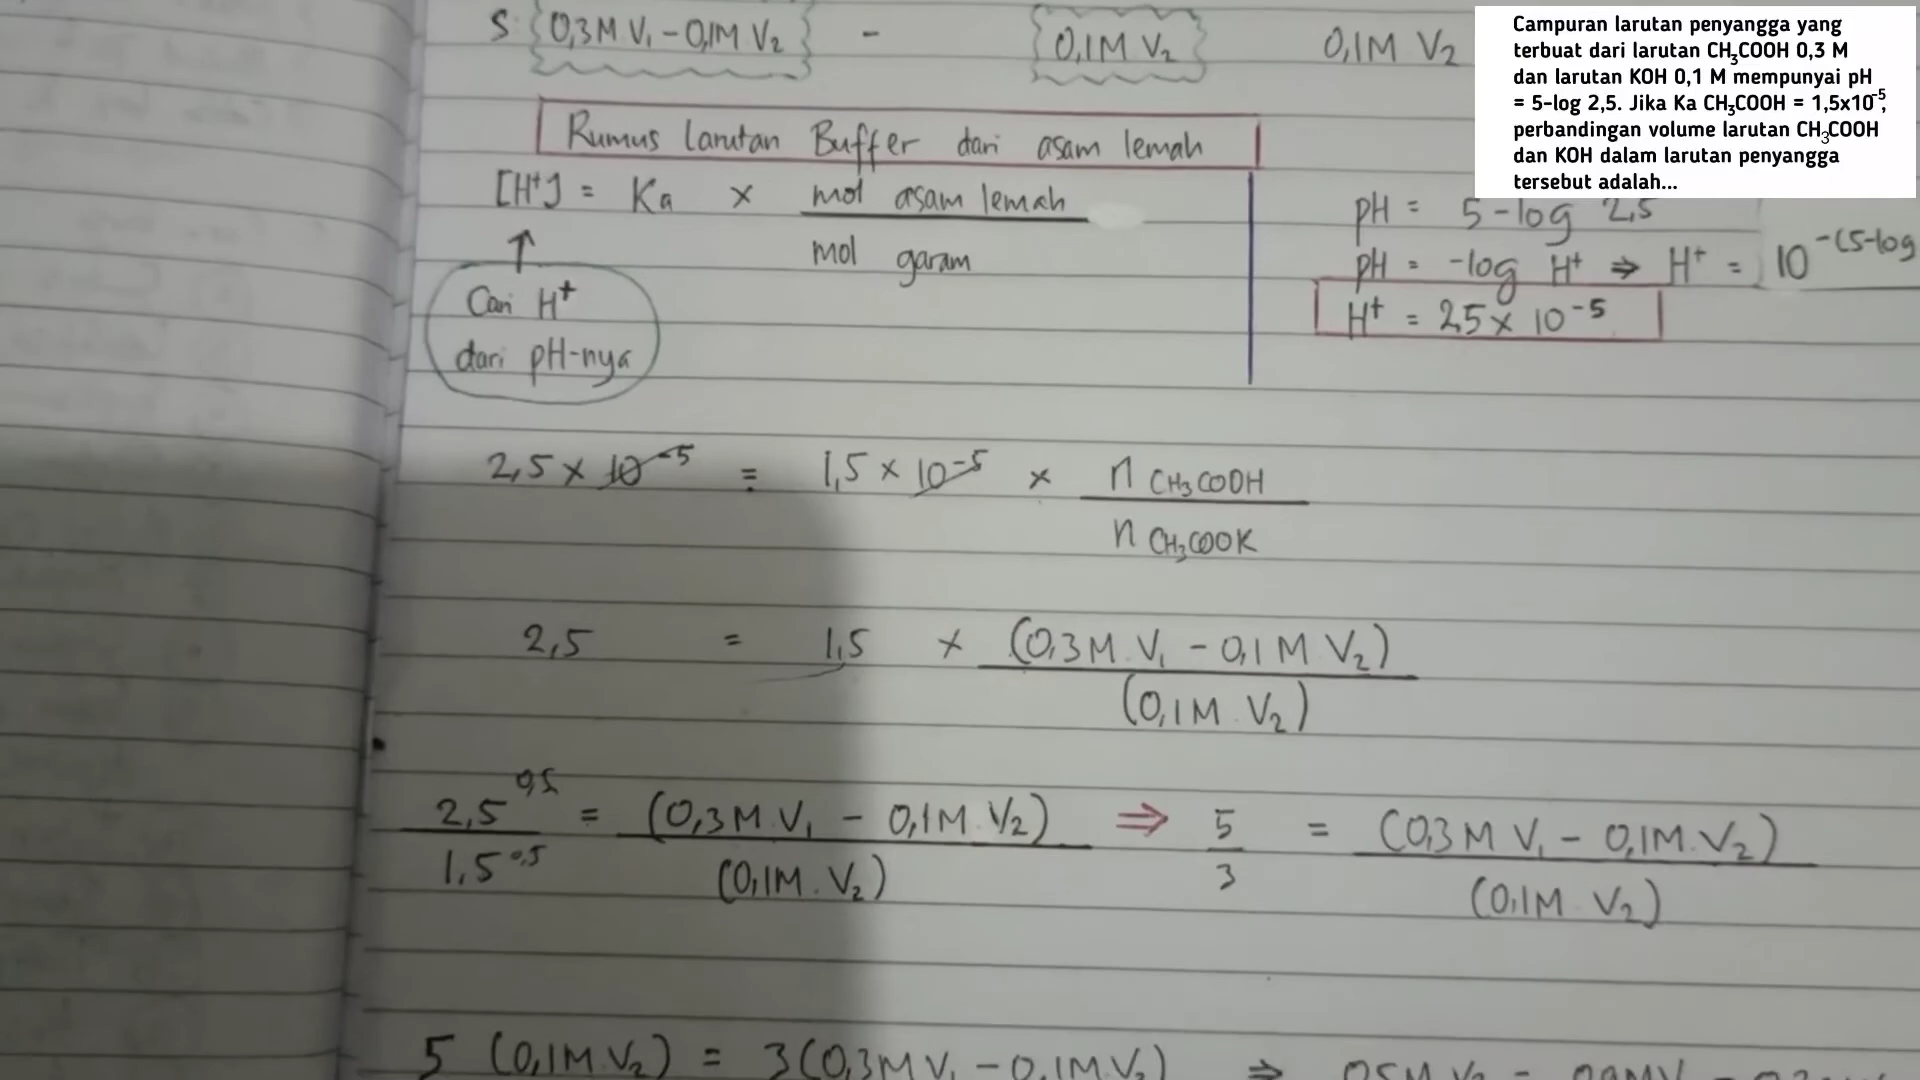 S: 0,3M V₁ - 0,1M V₂ - 0,1M V₂ 0,1M V₂
Campuran larutan penyangga yang
terbuat dari larutan CH₃COOH 0,3 M
dan larutan KOH 0,1 M mempunyai pH
= 5-log 2,5. Jika Ka CH₃COOH = 1,5x10⁻⁵,
perbandingan volume larutan CH₃COOH
dan KOH dalam larutan penyangga
tersebut adalah...
Rumus larutan Buffer dari asam lemah
[H⁺] = Ka x mol asam lemah
mol garam
Cari H⁺
dari pH-nya
pH = 5-log 2,5
pH = -log H⁺ ⇒ H⁺ = 10^-(5-log
H⁺ = 2,5 x 10⁻⁵
2,5 x 10⁻⁵ = 1,5 x 10⁻⁵ x n CH₃COOH
n CH₃COOK
2,5 = 1,5 x (0,3M V₁ - 0,1M V₂)
(0,1M V₂)
2,5 0,5 = (0,3M V₁ - 0,1M V₂) ⇒ 5 = (0,3M V₁ - 0,1M V₂)
1,5 0,5 (0,1M. V₂) 3 (0,1M V₂)
5 (0,1M V₂) = 3(0,3M V₁ - 0,1M V₂) ⇒